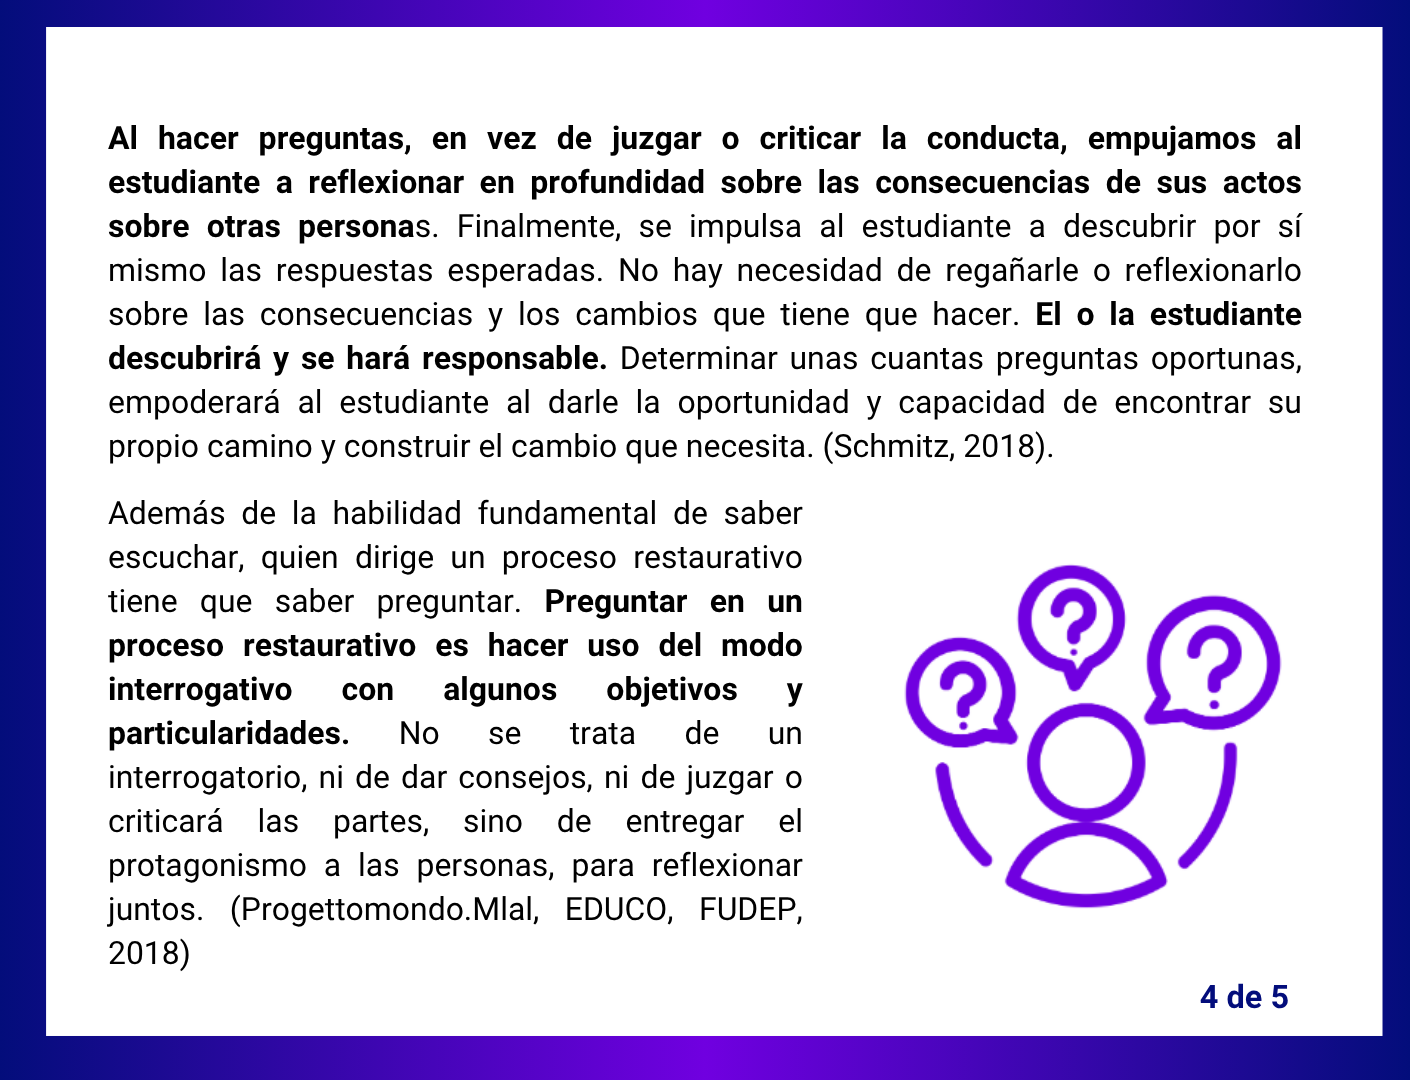 Al hacer preguntas, en vez de juzgar o criticar la conducta, empujamos al
estudiante a reflexionar en profundidad sobre las consecuencias de sus actos
sobre otras personas. Finalmente, se impulsa al estudiante a descubrir por sí
mismo las respuestas esperadas. No hay necesidad de regañarle o reflexionarlo
sobre las consecuencias y los cambios que tiene que hacer. El o la estudiante
descubrirá y se hará responsable. Determinar unas cuantas preguntas oportunas,
empoderará al estudiante al darle la oportunidad y capacidad de encontrar su
propio camino y construir el cambio que necesita. (Schmitz, 2018).
Además de la habilidad fundamental de saber
escuchar, quien dirige un proceso restaurativo
tiene que saber preguntar. Preguntar en un
proceso restaurativo es hacer uso del modo
interrogativo con algunos objetivos y
particularidades. No se trata de un
interrogatorio, ni de dar consejos, ni de juzgar o
criticará las partes, sino de entregar el
protagonismo a las personas, para reflexionar
juntos. (Progettomondo.Mlal, EDUCO, FUDEP,
2018)
? ? ?
4 de 5